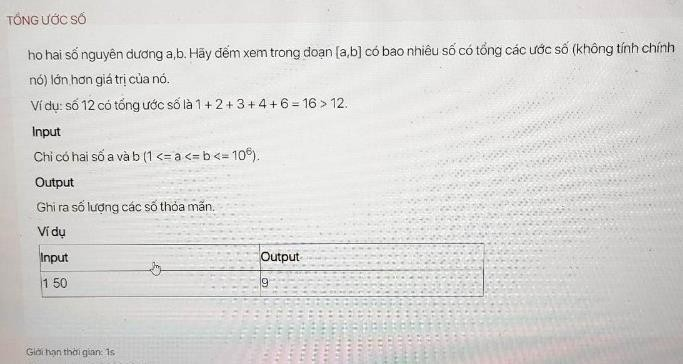 TỔNG ƯỚC SỐ
ho hai số nguyên dương a,b. Hãy đếm xem trong đoạn [a,b] có bao nhiêu số có tổng các ước số (không tính chính
nó) lớn hơn giá trị của nó.
Ví dụ: số 12 có tổng ước số là 1 + 2 + 3 + 4 + 6 = 16 > 12.
Input
Chỉ có hai số a và b (1 <= a <= b <= 10⁶).
Output
Ghi ra số lượng các số thỏa mãn.
Ví dụ
Input Output
1 50 9
Giới hạn thời gian: 1s